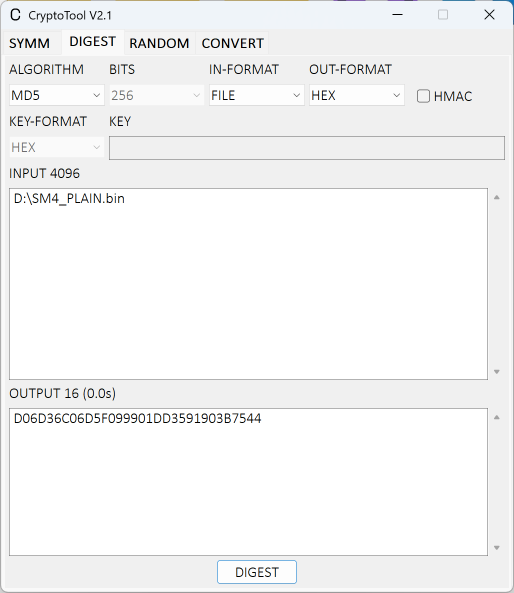 C CryptoTool V2.1
SYMM DIGEST RANDOM CONVERT
ALGORITHM BITS IN-FORMAT OUT-FORMAT
MD5 256 FILE HEX HMAC
KEY-FORMAT KEY
HEX
INPUT 4096
D:\SM4_PLAIN.bin
OUTPUT 16 (0.0s)
D06D36C06D5F099901DD3591903B7544
DIGEST